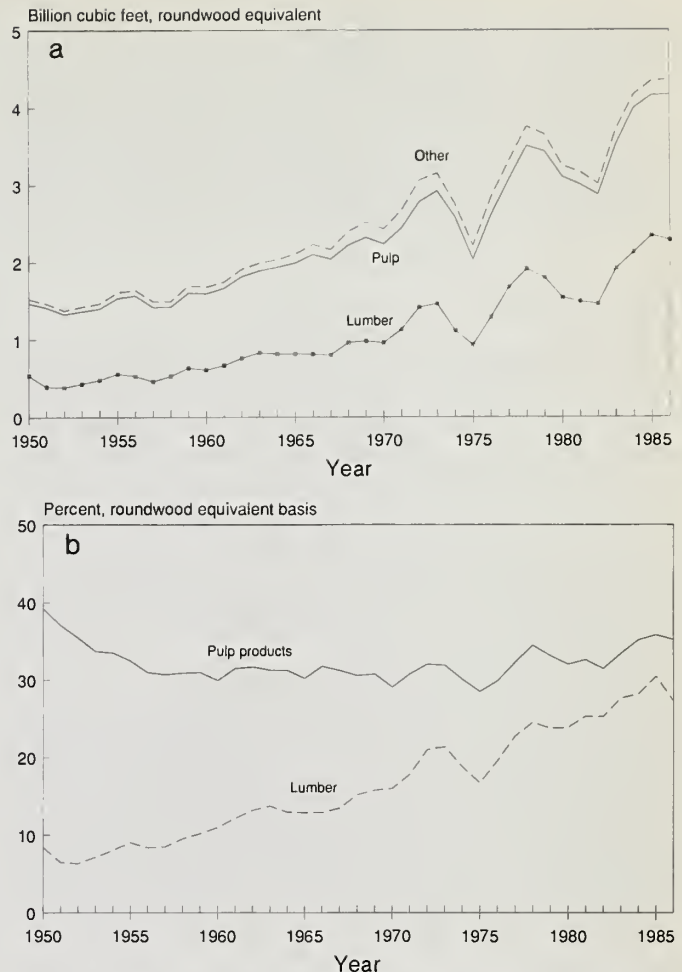 Billion cubic feet, roundwood equivalent
5
a
4
Other
3
2
Pulp
Lumber
1
0
1950 1955 1960 1965 1970 1975 1980 1985
Year
Percent, roundwood equivalent basis
50
b
40
Pulp products
30
20
Lumber
10
0
1950 1955 1960 1965 1970 1975 1980 1985
Year